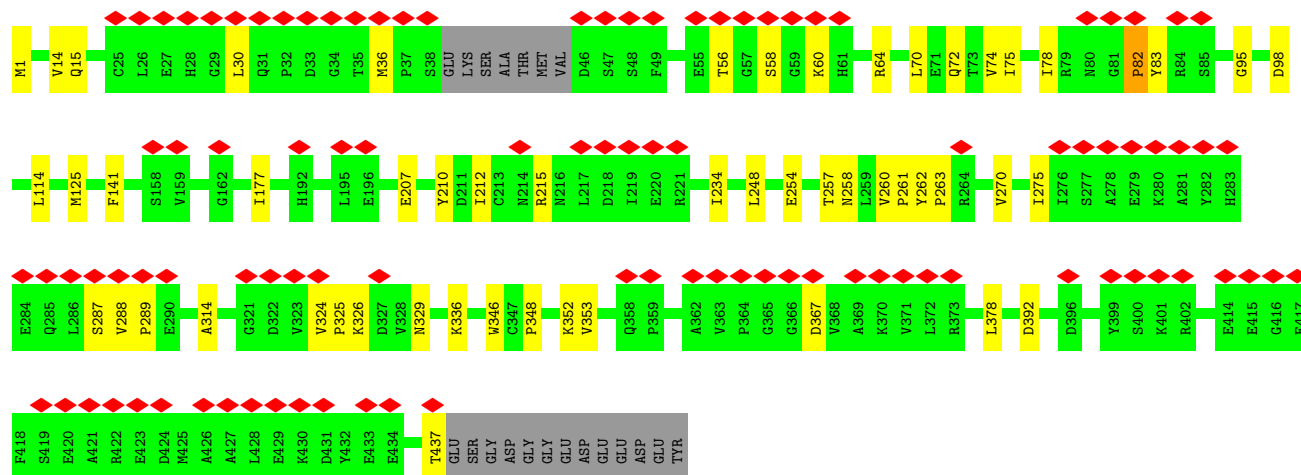 M1 V14 Q15 C25 L26 E27 H28 G29 L30 Q31 P32 D33 G34 T35 M36 P37 S38 GLU LYS SER ALA THR MET VAL D46 S47 S48 F49 E55 T56 G57 S58 G59 K60 H61 R64 L70 E71 Q72 T73 V74 I75 I78 R79 N80 G81 P82 Y83 R84 S85 G95 D98
L114 M125 F141 S158 V159 G162 I177 H192 L195 E196 E207 Y210 D211 I212 C213 N214 R215 N216 L217 D218 I219 E220 R221 I234 L248 E254 T257 N258 L259 V260 P261 Y262 P263 R264 V270 I275 I276 S277 A278 E279 K280 A281 Y282 H283
E284 Q285 L286 S287 V288 P289 E290 A314 G321 D322 V323 V324 P325 K326 D327 V328 N329 K336 W346 C347 P348 K352 V353 Q358 P359 A362 V363 P364 G365 G366 D367 V368 A369 K370 V371 L372 R373 L378 D392 D396 Y399 S400 K401 R402 E414 E415 G416
F418 S419 E420 A421 R422 E423 D424 M425 A426 A427 L428 E429 K430 D431 Y432 E433 E434 T437 GLU SER GLY ASP GLY GLY GLU ASP GLU GLU ASP GLU TYR